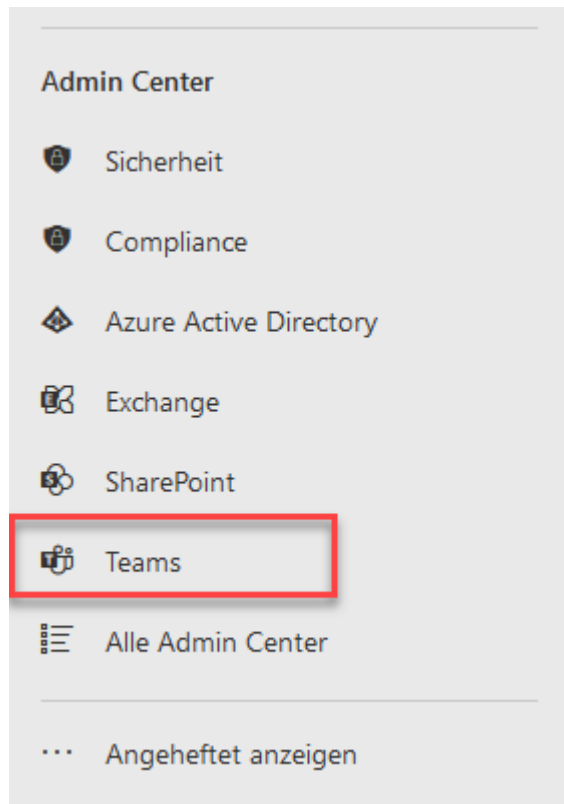 Admin Center
Sicherheit
Compliance
Azure Active Directory
Exchange
SharePoint
Teams
Alle Admin Center
Angeheftet anzeigen